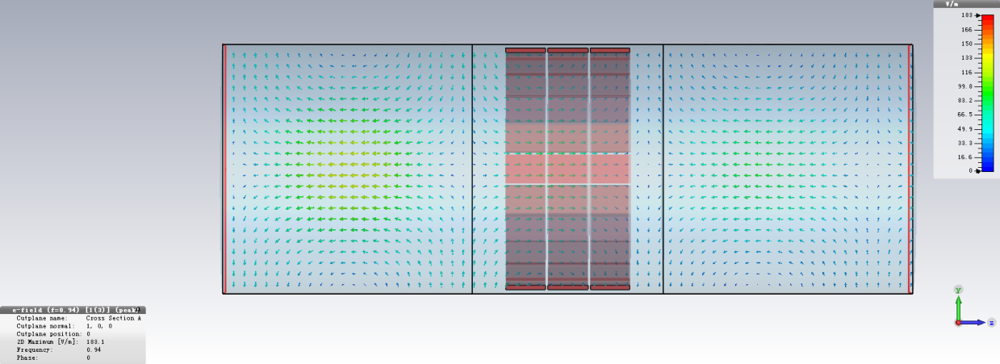 V/m
183
166
150
133
116
99.8
83.2
66.5
49.9
33.3
16.6
0
y
z
e-field (f=0.94) [1(3)] (peak)
Cutplane name: Cross Section A
Cutplane normal: 1, 0, 0
Cutplane position: 0
2D Maximum [V/m]: 183.1
Frequency: 0.94
Phase: 0